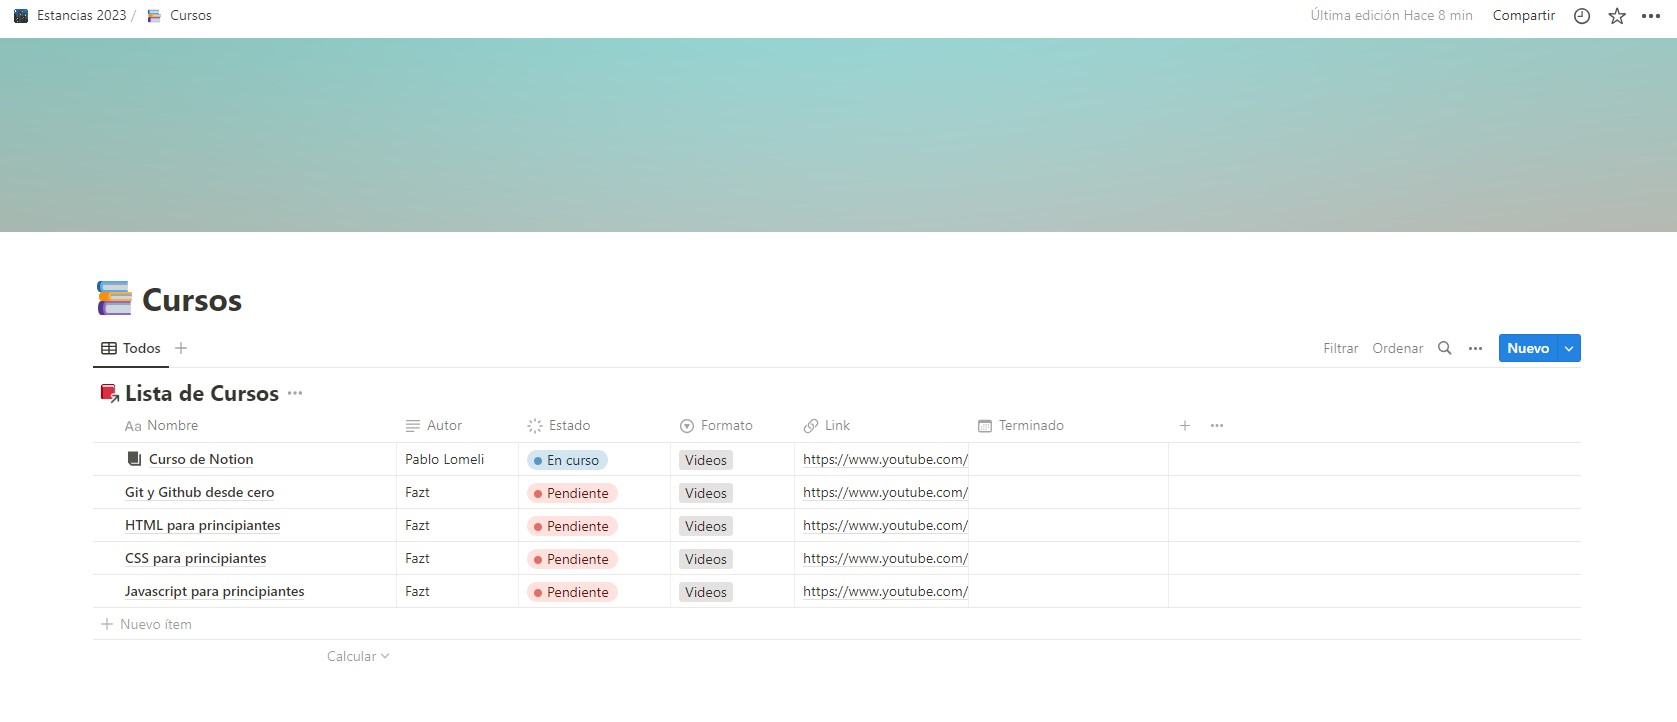 Estancias 2023 / Cursos
Última edición Hace 8 min Compartir
Cursos
Todos
Filtrar Ordenar Nuevo
Lista de Cursos
Aa Nombre Autor Estado Formato Link Terminado
Curso de Notion Pablo Lomeli En curso Videos https://www.youtube.com/
Git y Github desde cero Fazt Pendiente Videos https://www.youtube.com/
HTML para principiantes Fazt Pendiente Videos https://www.youtube.com/
CSS para principiantes Fazt Pendiente Videos https://www.youtube.com/
Javascript para principiantes Fazt Pendiente Videos https://www.youtube.com/
+ Nuevo ítem
Calcular